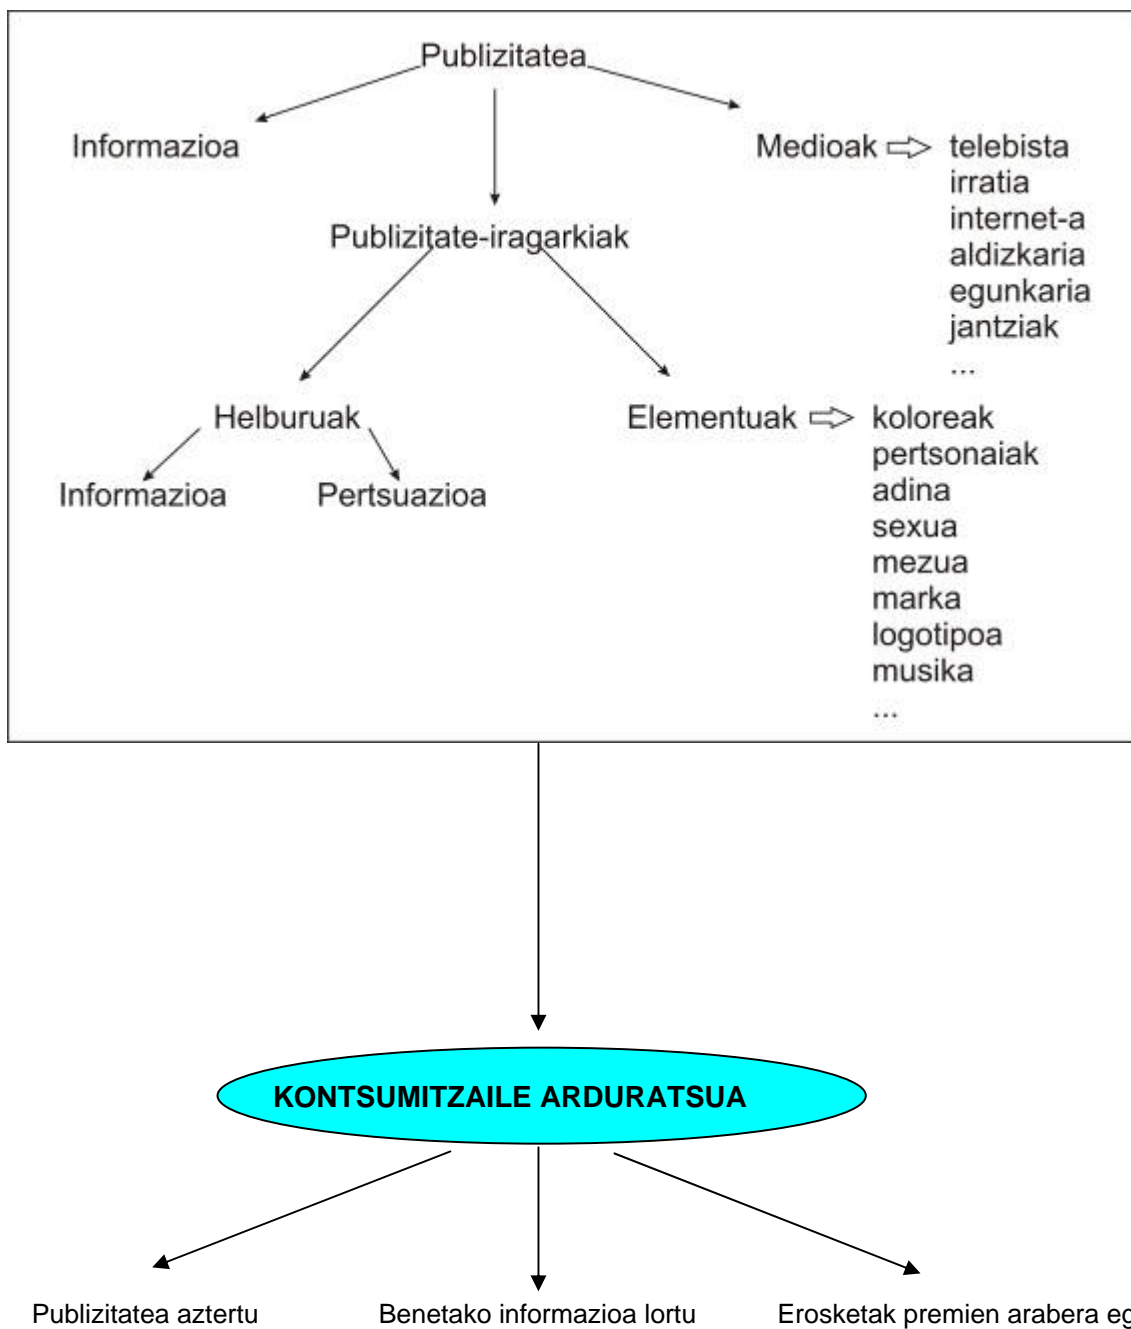 Publizitatea
Informazioa
Medioak
telebista
irratia
internet-a
aldizkaria
egunkaria
jantziak
...
Publizitate-iragarkiak
Helburuak
Informazioa
Pertsuazioa
Elementuak
koloreak
pertsonaiak
adina
sexua
mezua
marka
logotipoa
musika
...
KONTSUMITZAILE ARDURATSUA
Publizitatea aztertu
Benetako informazioa lortu
Erosketak premien arabera